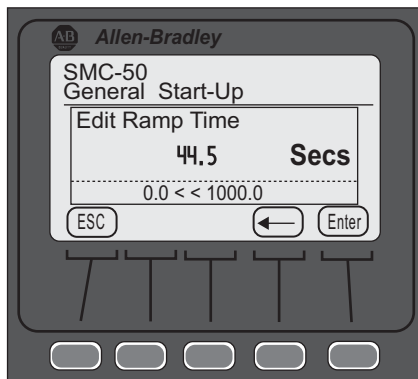 AB Allen-Bradley
SMC-50
General Start-Up
Edit Ramp Time
44.5 Secs
0.0 < < 1000.0
ESC ← Enter